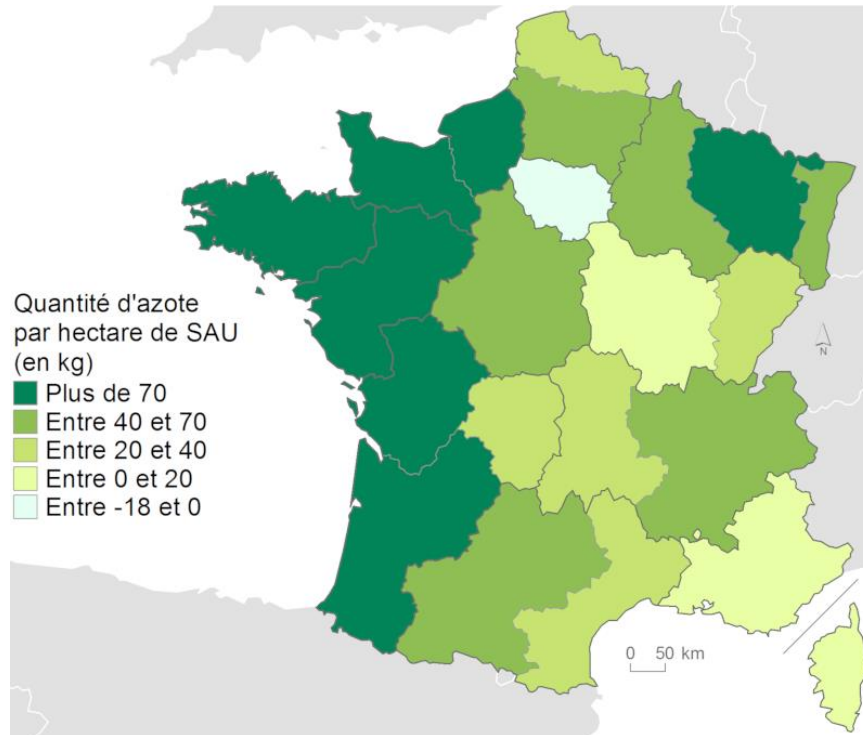 Quantité d'azote
par hectare de SAU
(en kg)
Plus de 70
Entre 40 et 70
Entre 20 et 40
Entre 0 et 20
Entre -18 et 0
N
0 50 km